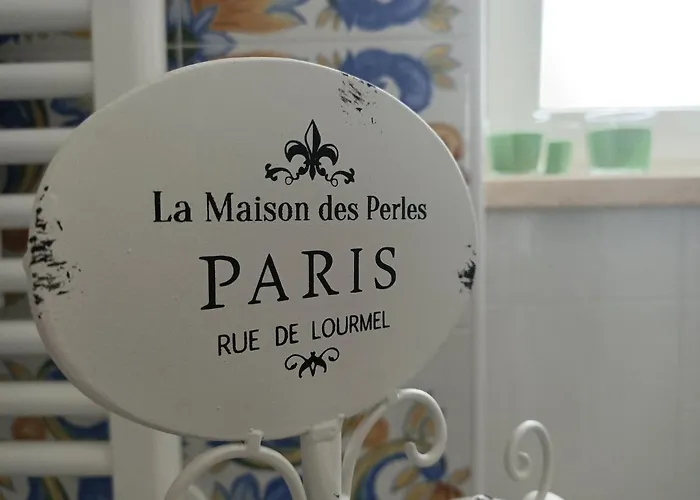 La Maison des Perles
PARIS
RUE DE LOURMEL